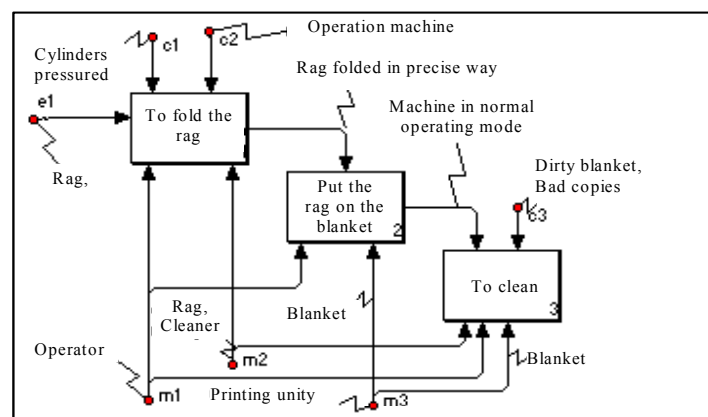 Operation machine
c1
c2
Cylinders
pressured
Rag folded in precise way
e1
To fold the
rag
Machine in normal
operating mode
Rag,
Dirty blanket,
Bad copies
Put the
rag on the
blanket
2
c3
To clean
3
Rag,
Cleaner
Blanket
Operator
m2
Blanket
m1
Printing unity
m3